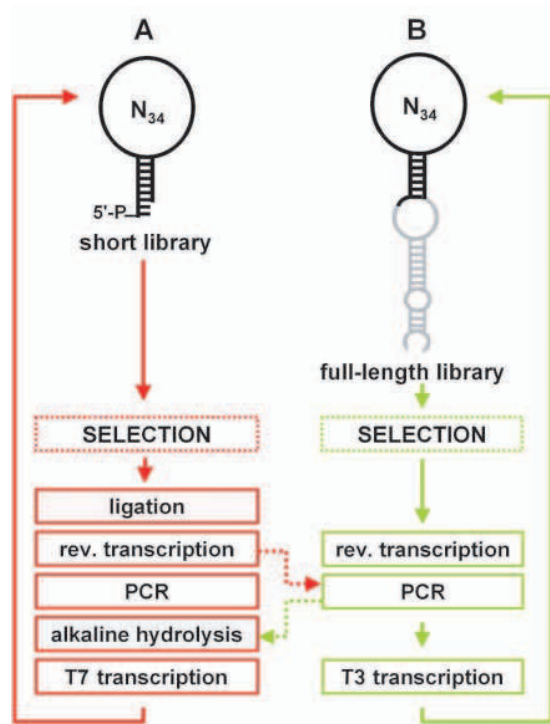 A
N34
5'-P
short library
SELECTION
ligation
rev. transcription
PCR
alkaline hydrolysis
T7 transcription
B
N34
full-length library
SELECTION
rev. transcription
PCR
T3 transcription